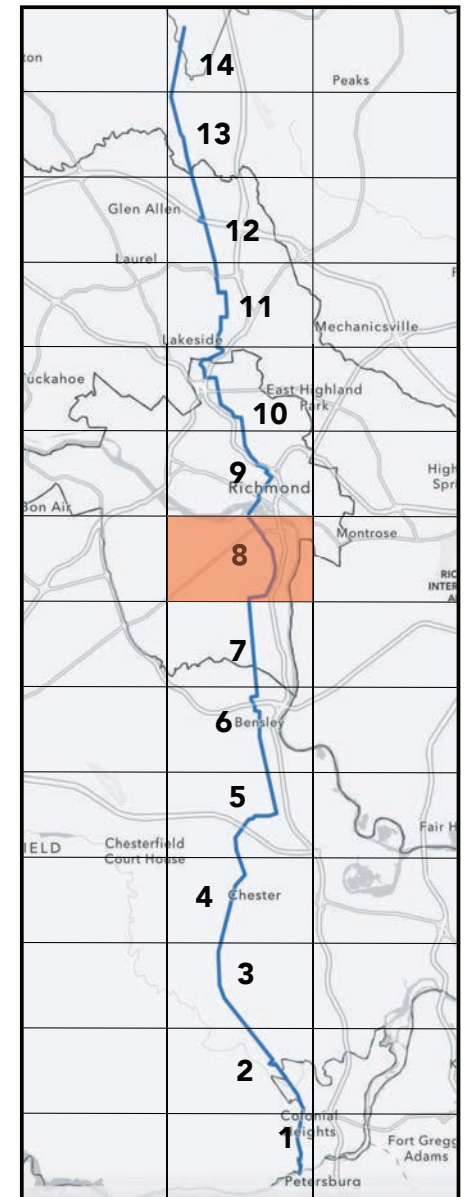 ton
14
Peaks
13
Glen Allen
12
Laurel
11
Mechanicsville
Lakeside
uckahoe
East Highland
Park
10
9
Richmond
High
Spri
Bon Air
Montrose
8
RIC
INTER
A
7
6
Bensley
5
Fair H
IELD
Chesterfield
Court House
4
Chester
3
2
K
Colonial
Heights
1
Fort Gregg
Adams
Petersburg